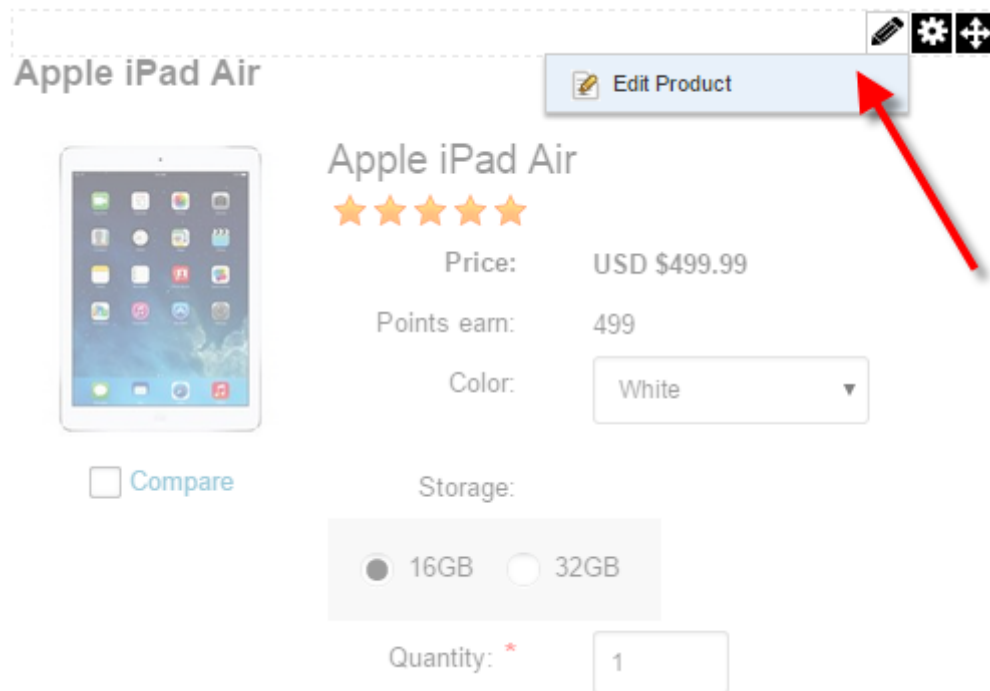 Apple iPad Air
Edit Product
Apple iPad Air
Price: USD $499.99
Points earn: 499
Color: White
Compare
Storage:
16GB 32GB
Quantity: * 1